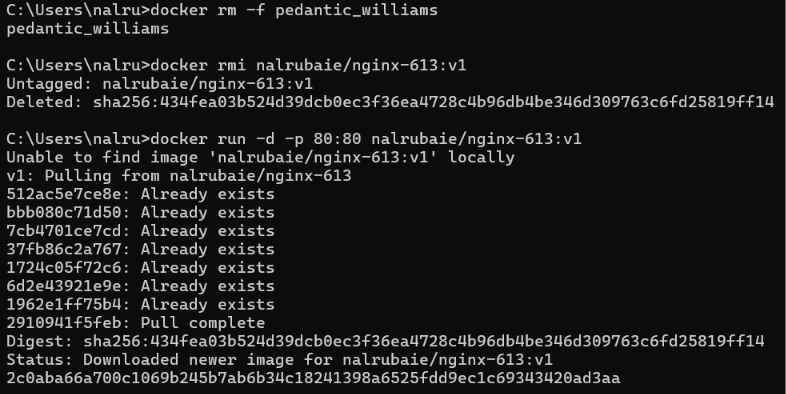 C:\Users\nalru>docker rm -f pedantic_williams
pedantic_williams
C:\Users\nalru>docker rmi nalrubaie/nginx-613:v1
Untagged: nalrubaie/nginx-613:v1
Deleted: sha256:434fea03b524d39dcb0ec3f36ea4728c4b96db4be346d309763c6fd25819ff14
C:\Users\nalru>docker run -d -p 80:80 nalrubaie/nginx-613:v1
Unable to find image 'nalrubaie/nginx-613:v1' locally
v1: Pulling from nalrubaie/nginx-613
512ac5e7ce8e: Already exists
bbb080c71d50: Already exists
7cb4701ce7cd: Already exists
37fb86c2a767: Already exists
1724c05f72c6: Already exists
6d2e43921e9e: Already exists
1962e1ff75b4: Already exists
2910941f5feb: Pull complete
Digest: sha256:434fea03b524d39dcb0ec3f36ea4728c4b96db4be346d309763c6fd25819ff14
Status: Downloaded newer image for nalrubaie/nginx-613:v1
2c0aba66a700c1069b245b7ab6b34c18241398a6525fdd9ec1c69343420ad3aa